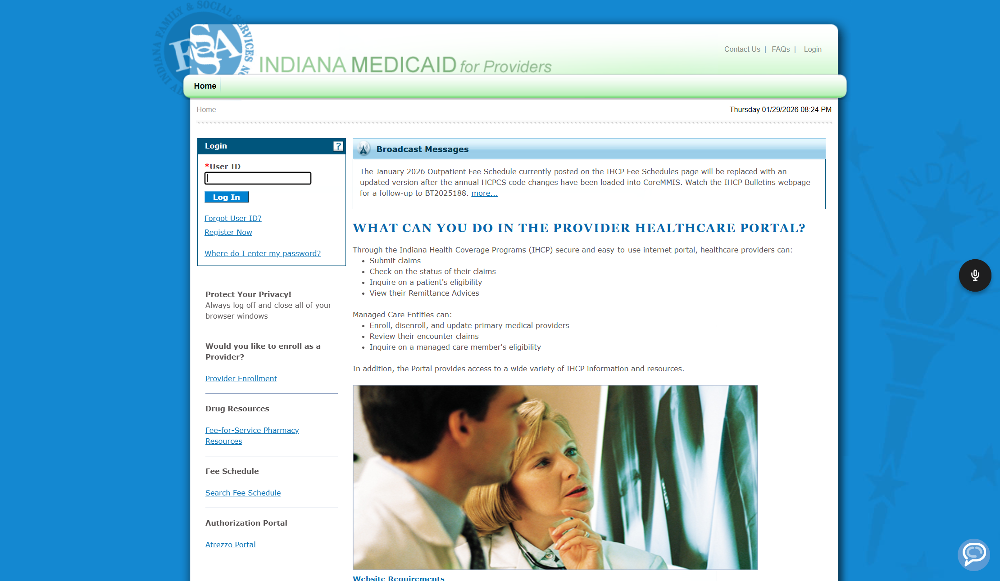 INDIANA FAMILY & SOCIAL SERVICES
FSSA
INDIANA MEDICAID for Providers
Contact Us | FAQs | Login
Home
Home
Thursday 01/29/2026 08:24 PM
Login
?
*User ID
Log In
Forgot User ID?
Register Now
Where do I enter my password?
Protect Your Privacy!
Always log off and close all of your
browser windows
Would you like to enroll as a
Provider?
Provider Enrollment
Drug Resources
Fee-for-Service Pharmacy
Resources
Fee Schedule
Search Fee Schedule
Authorization Portal
Atrezzo Portal
Broadcast Messages
The January 2026 Outpatient Fee Schedule currently posted on the IHCP Fee Schedules page will be replaced with an
updated version after the annual HCPCS code changes have been loaded into CoreMMIS. Watch the IHCP Bulletins webpage
for a follow-up to BT2025188. more...
WHAT CAN YOU DO IN THE PROVIDER HEALTHCARE PORTAL?
Through the Indiana Health Coverage Programs (IHCP) secure and easy-to-use internet portal, healthcare providers can:
• Submit claims
• Check on the status of their claims
• Inquire on a patient's eligibility
• View their Remittance Advices
Managed Care Entities can:
• Enroll, disenroll, and update primary medical providers
• Review their encounter claims
• Inquire on a managed care member's eligibility
In addition, the Portal provides access to a wide variety of IHCP information and resources.
Website Requirements
INDIANA